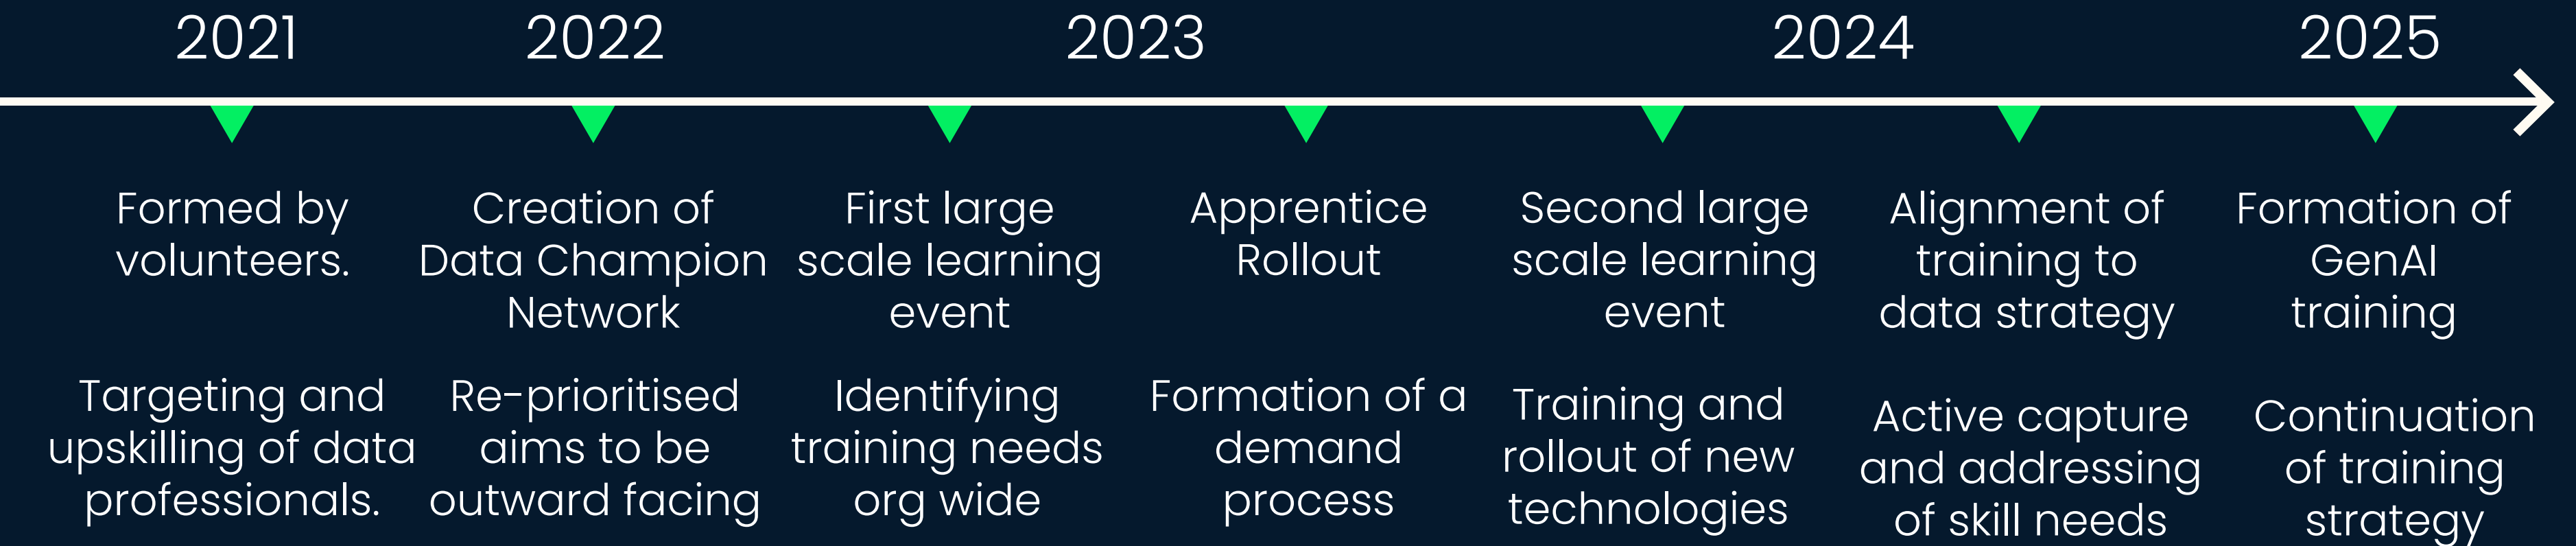 2021
2022
2023
2024
2025
Formed by
volunteers.
Targeting and
upskilling of data
professionals.
Creation of
Data Champion
Network
Re-prioritised
aims to be
outward facing
First large
scale learning
event
Identifying
training needs
org wide
Apprentice
Rollout
Formation of a
demand
process
Second large
scale learning
event
Training and
rollout of new
technologies
Alignment of
training to
data strategy
Active capture
and addressing
of skill needs
Formation of
GenAI
training
Continuation
of training
strategy